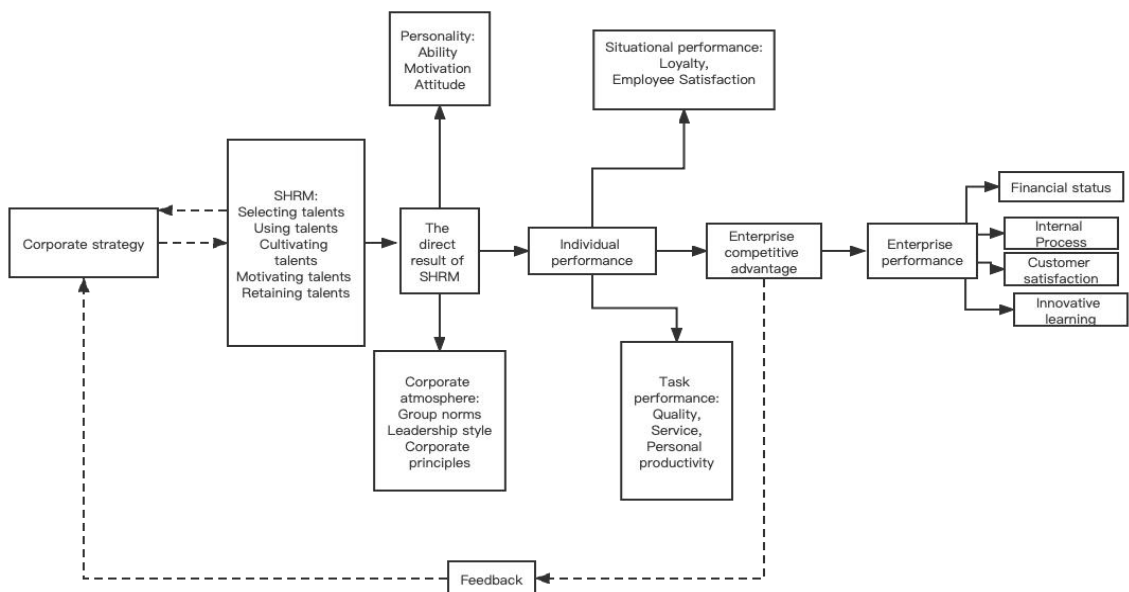 Personality:
Ability
Motivation
Attitude
Situational performance:
Loyalty,
Employee Satisfaction
Corporate strategy
SHRM:
Selecting talents
Using talents
Cultivating
talents
Motivating talents
Retaining talents
The
direct
result of
SHRM
Individual
performance
Enterprise
competitive
advantage
Enterprise
performance
Financial status
Internal
Process
Customer
satisfaction
Innovative
learning
Corporate
atmosphere:
Group norms
Leadership style
Corporate
principles
Task
performance:
Quality,
Service,
Personal
productivity
Feedback